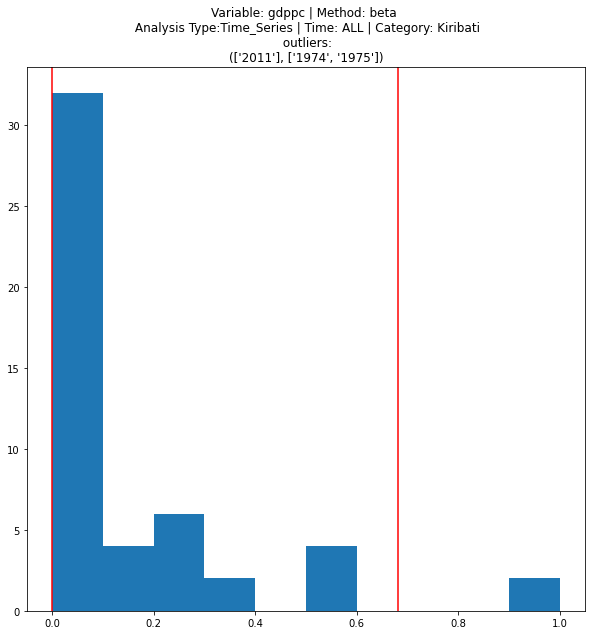 Variable: gdppc | Method: beta
Analysis Type:Time_Series | Time: ALL | Category: Kiribati
outliers:
(['2011'], ['1974', '1975'])
30
25
20
15
10
5
0
0.0 0.2 0.4 0.6 0.8 1.0